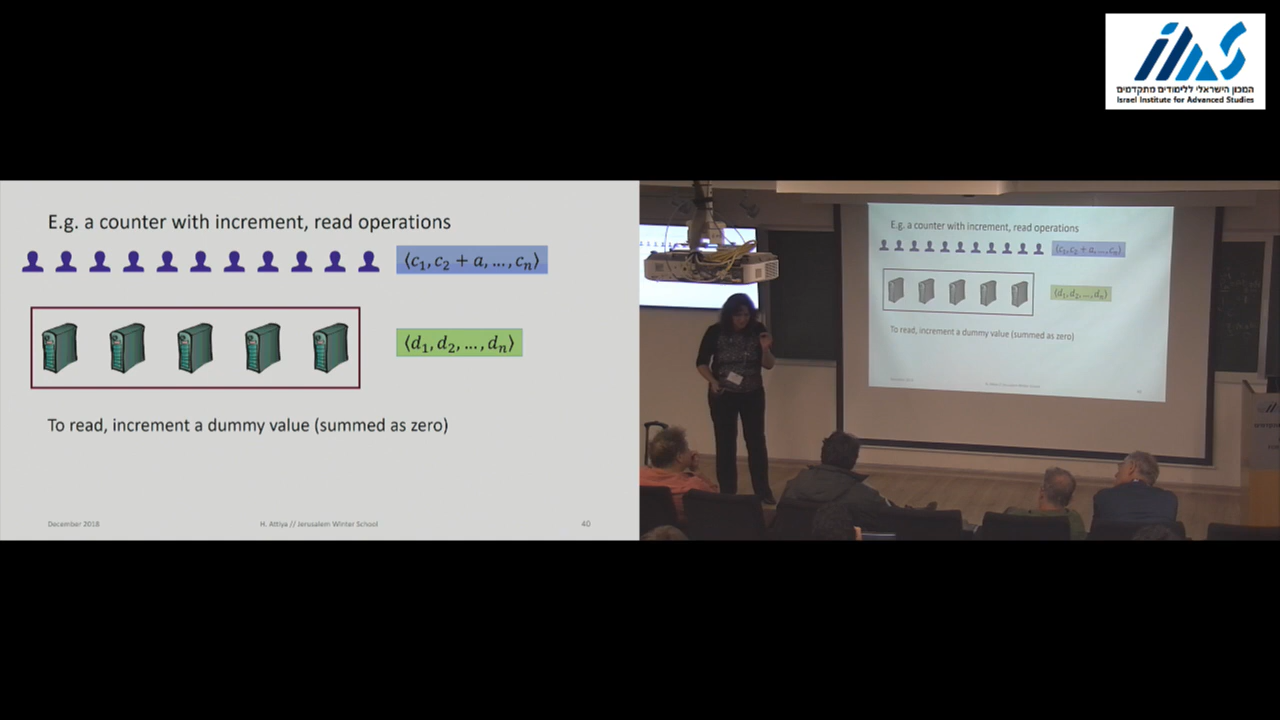 המכון הישראלי ללימודים מתקדמים
Israel Institute for Advanced Studies
E.g. a counter with increment, read operations
⟨c₁, c₂ + a, …, cₙ⟩
⟨d₁, d₂, …, dₙ⟩
To read, increment a dummy value (summed as zero)
December 2018
H. Attiya // Jerusalem Winter School
40
E.g. a counter with increment, read operations
⟨c₁, c₂ + a, …, cₙ⟩
⟨d₁, d₂, …, dₙ⟩
To read, increment a dummy value (summed as zero)